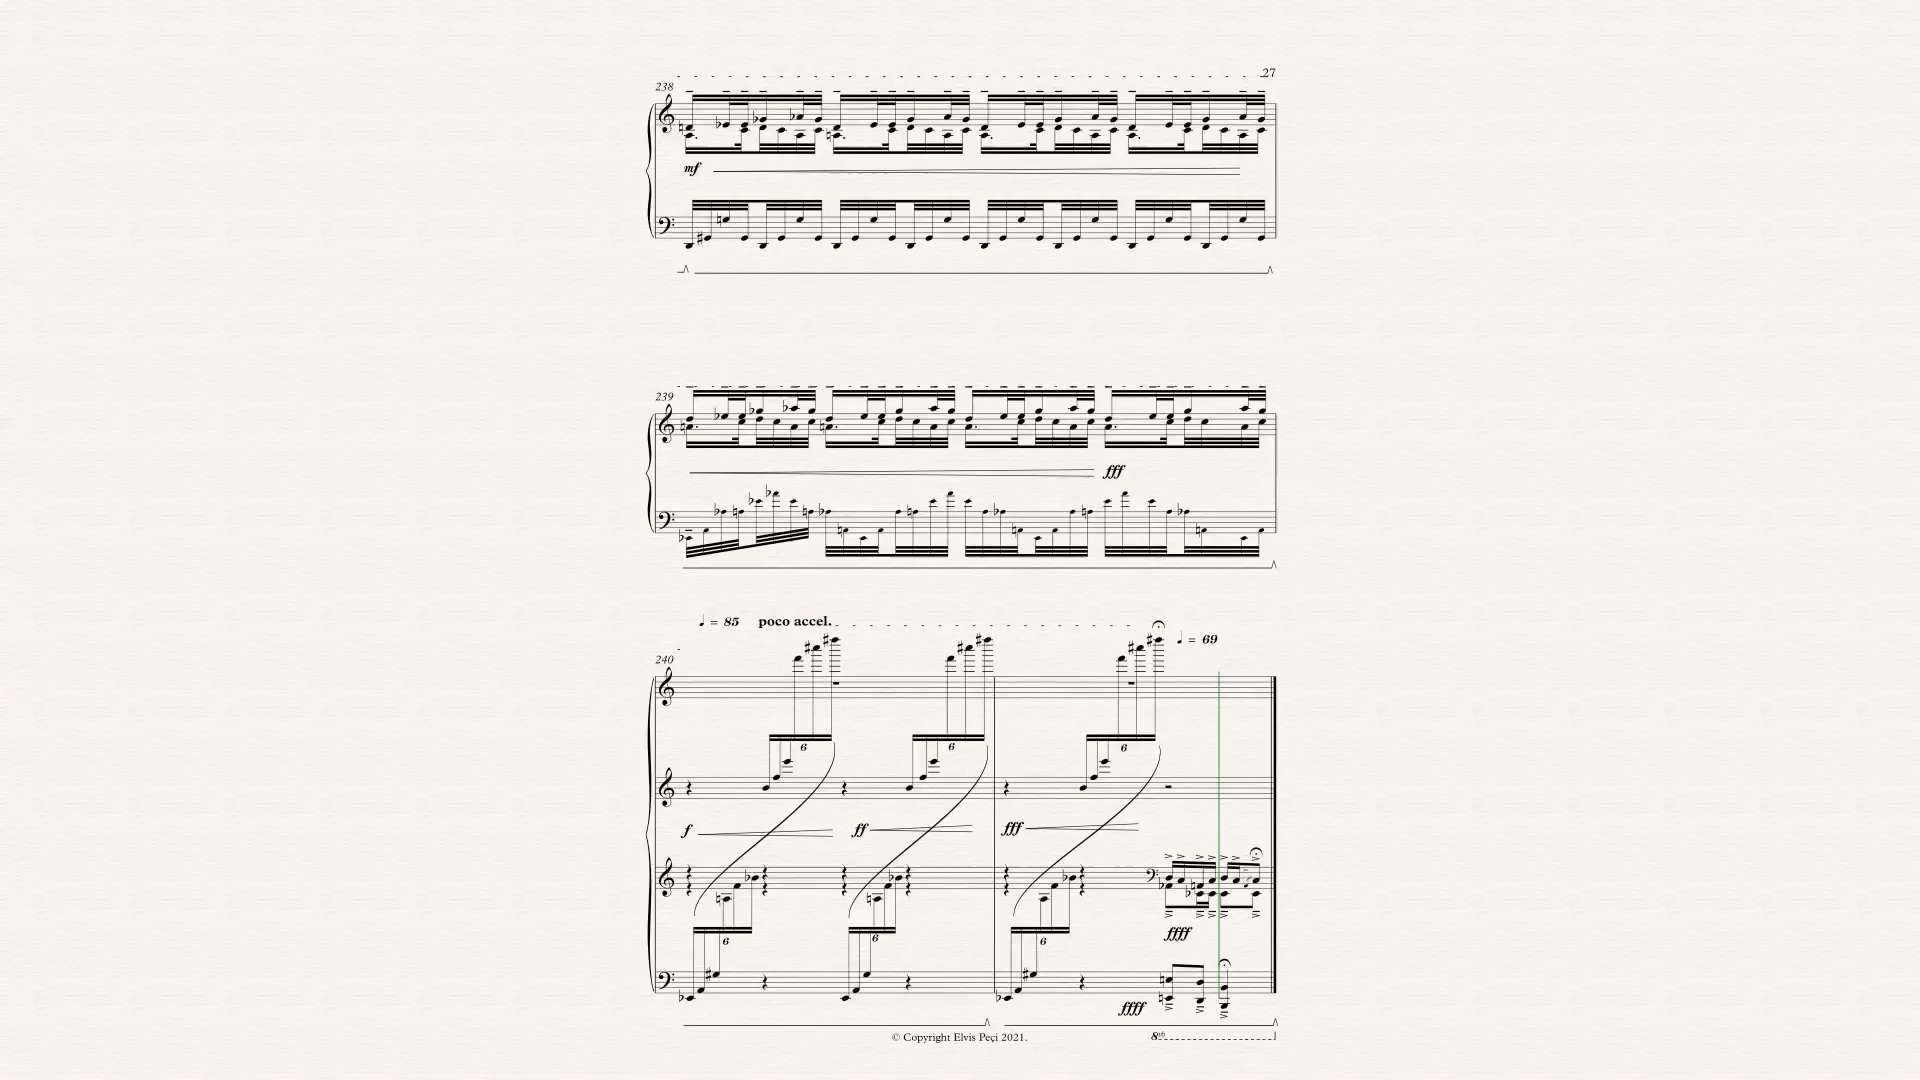 27
238
mf
239
fff
♩ = 85 poco accel.
♩ = 69
240
6 6 6
f ff fff
6 6 6
ffff
ffff
© Copyright Elvis Peçi 2021.
8vb